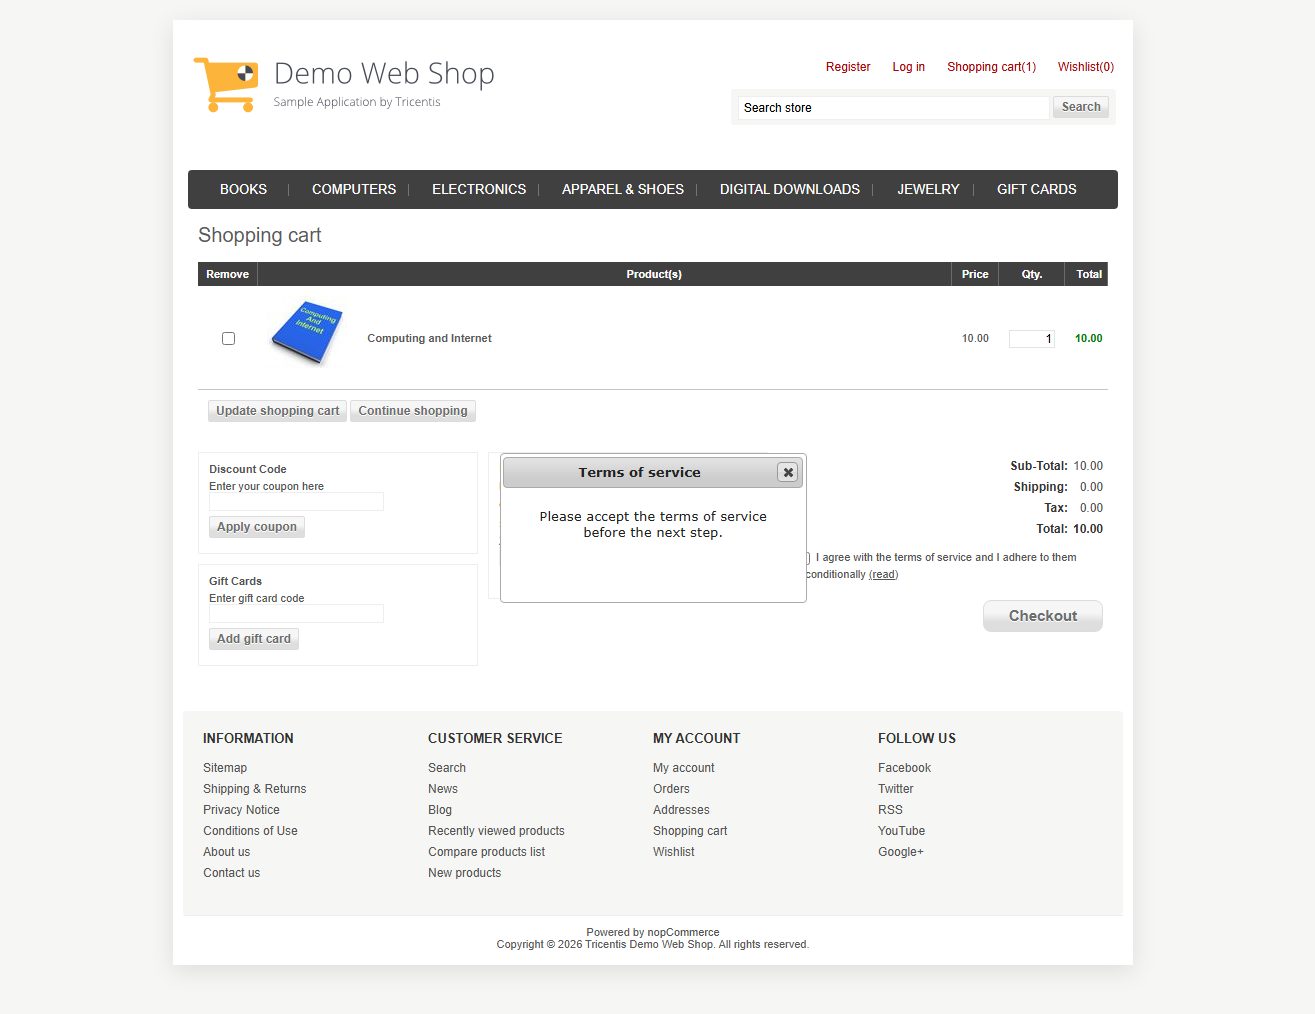 Demo Web Shop
Sample Application by Tricentis
Register Log in Shopping cart(1) Wishlist(0)
Search store Search
BOOKS COMPUTERS ELECTRONICS APPAREL & SHOES DIGITAL DOWNLOADS JEWELRY GIFT CARDS
Shopping cart
Remove Product(s) Price Qty. Total
Computing And Internet
Computing and Internet 10.00 1 10.00
Update shopping cart Continue shopping
Discount Code
Enter your coupon here
Apply coupon
Gift Cards
Enter gift card code
Add gift card
Terms of service
Please accept the terms of service
before the next step.
Sub-Total: 10.00
Shipping: 0.00
Tax: 0.00
Total: 10.00
I agree with the terms of service and I adhere to them
conditionally (read)
Checkout
INFORMATION
Sitemap
Shipping & Returns
Privacy Notice
Conditions of Use
About us
Contact us
CUSTOMER SERVICE
Search
News
Blog
Recently viewed products
Compare products list
New products
MY ACCOUNT
My account
Orders
Addresses
Shopping cart
Wishlist
FOLLOW US
Facebook
Twitter
RSS
YouTube
Google+
Powered by nopCommerce
Copyright © 2026 Tricentis Demo Web Shop. All rights reserved.